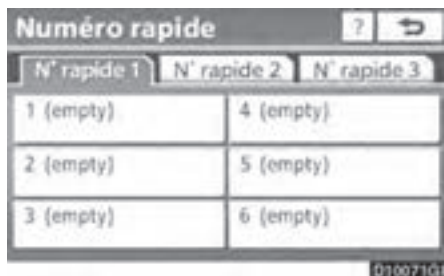 Numéro rapide ?
N° rapide 1 N° rapide 2 N° rapide 3
1 (empty) 4 (empty)
2 (empty) 5 (empty)
3 (empty) 6 (empty)
D100710j